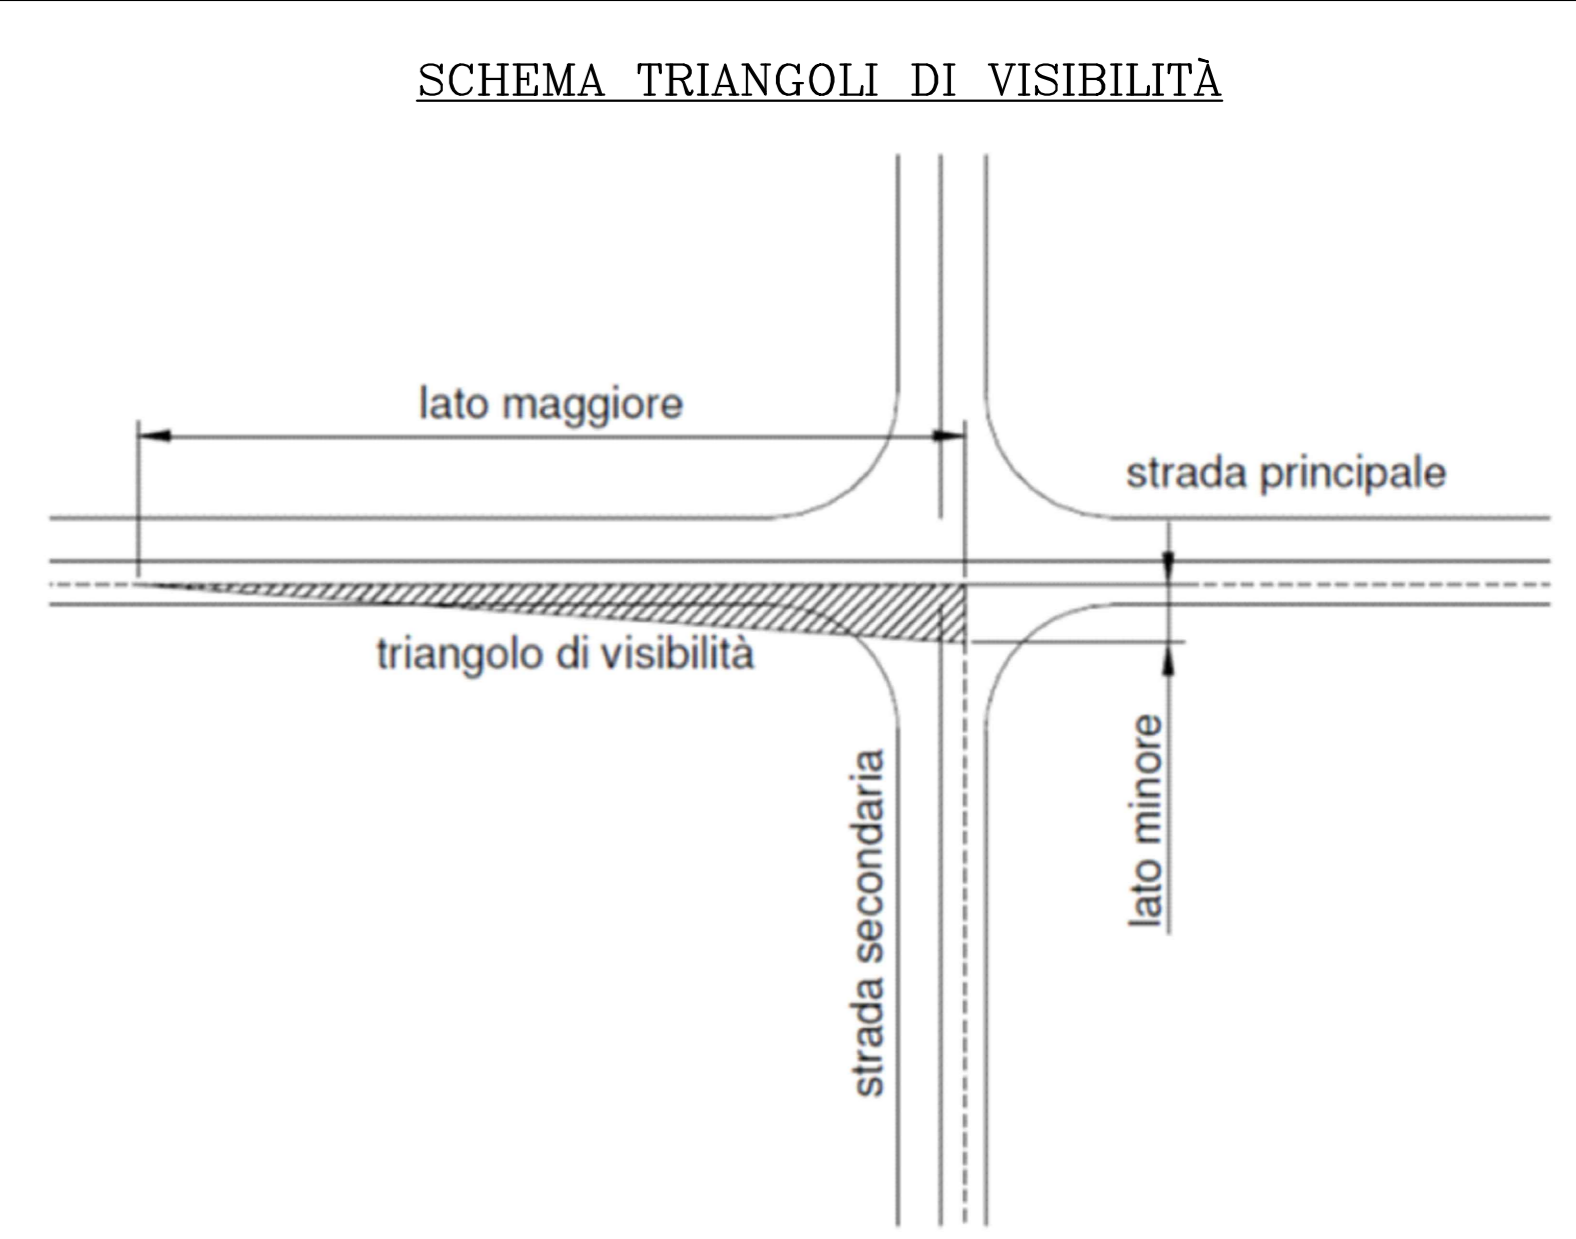 SCHEMA TRIANGOLI DI VISIBILITÀ
lato maggiore
strada principale
triangolo di visibilità
strada secondaria
lato minore